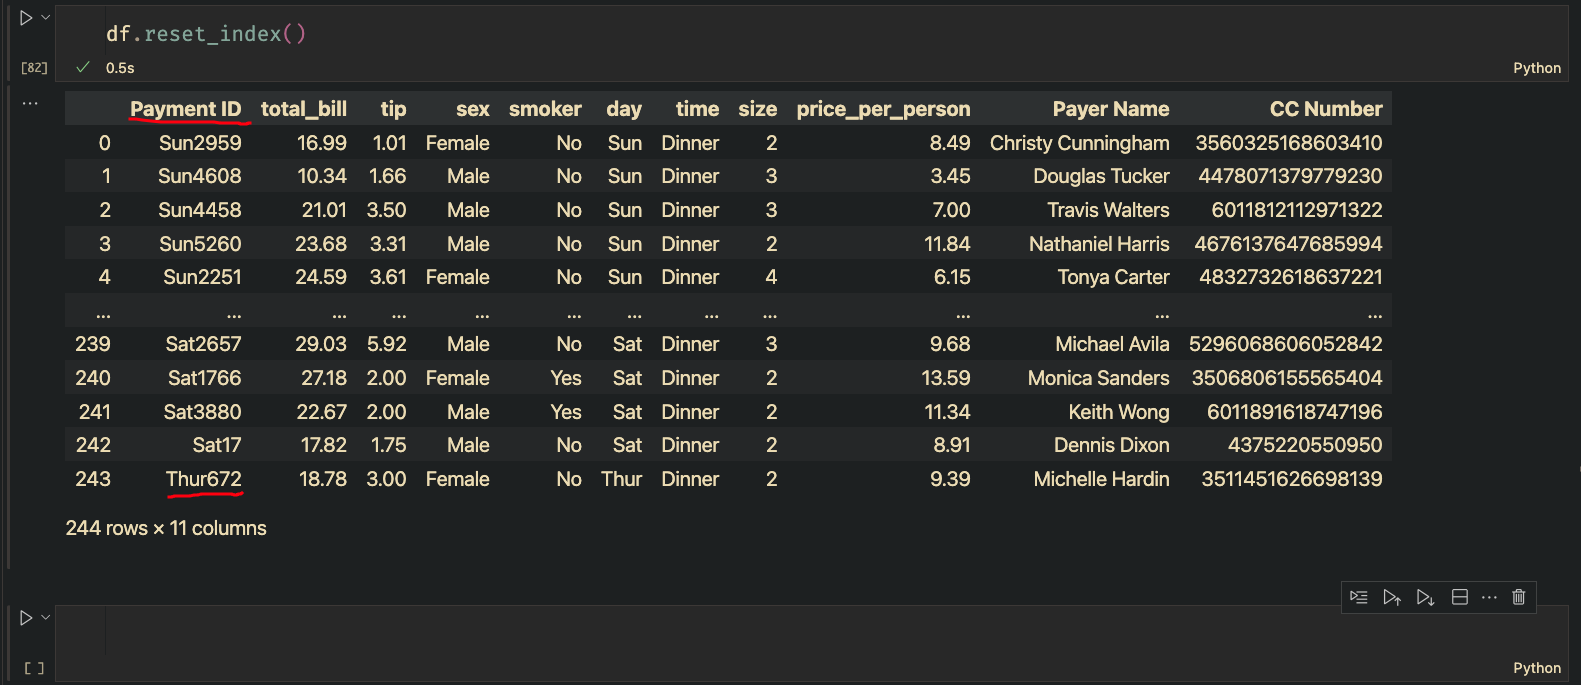 df.reset_index()
[82] 0.5s Python
...
Payment ID total_bill tip sex smoker day time size price_per_person Payer Name CC Number
0 Sun2959 16.99 1.01 Female No Sun Dinner 2 8.49 Christy Cunningham 3560325168603410
1 Sun4608 10.34 1.66 Male No Sun Dinner 3 3.45 Douglas Tucker 4478071379779230
2 Sun4458 21.01 3.50 Male No Sun Dinner 3 7.00 Travis Walters 6011812112971322
3 Sun5260 23.68 3.31 Male No Sun Dinner 2 11.84 Nathaniel Harris 4676137647685994
4 Sun2251 24.59 3.61 Female No Sun Dinner 4 6.15 Tonya Carter 4832732618637221
... ... ... ... ... ... ... ... ... ... ... ...
239 Sat2657 29.03 5.92 Male No Sat Dinner 3 9.68 Michael Avila 5296068606052842
240 Sat1766 27.18 2.00 Female Yes Sat Dinner 2 13.59 Monica Sanders 3506806155565404
241 Sat3880 22.67 2.00 Male Yes Sat Dinner 2 11.34 Keith Wong 6011891618747196
242 Sat17 17.82 1.75 Male No Sat Dinner 2 8.91 Dennis Dixon 4375220550950
243 Thur672 18.78 3.00 Female No Thur Dinner 2 9.39 Michelle Hardin 3511451626698139
244 rows × 11 columns
[ ] Python